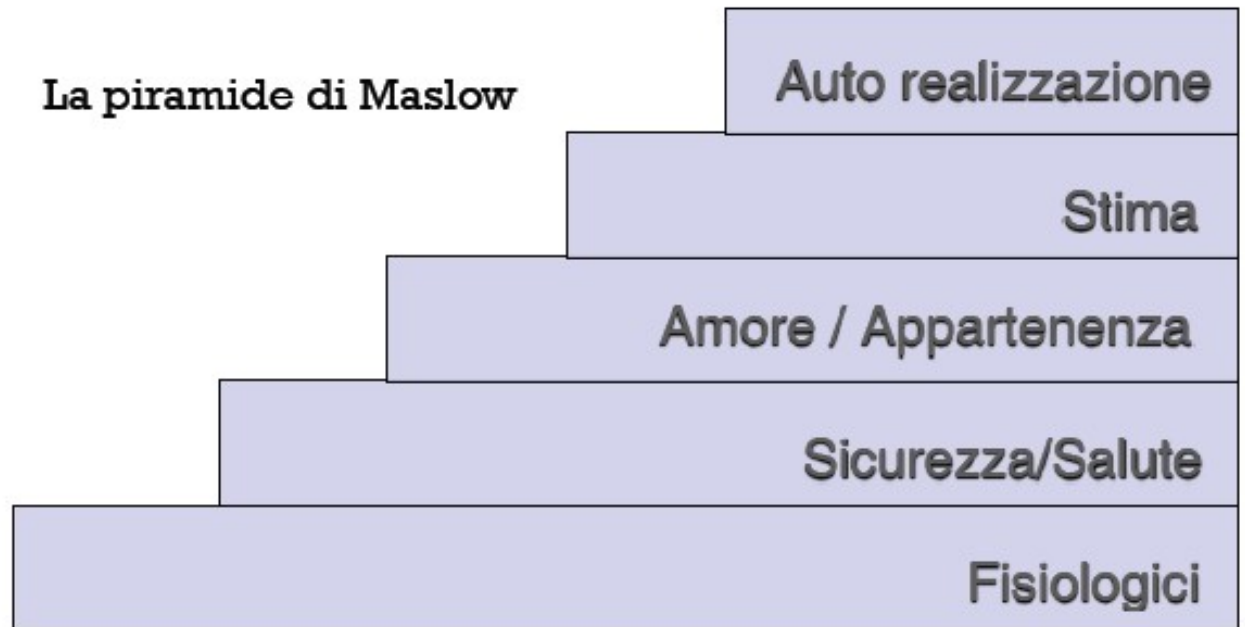 La piramide di Maslow
Auto realizzazione
Stima
Amore / Appartenenza
Sicurezza/Salute
Fisiologici